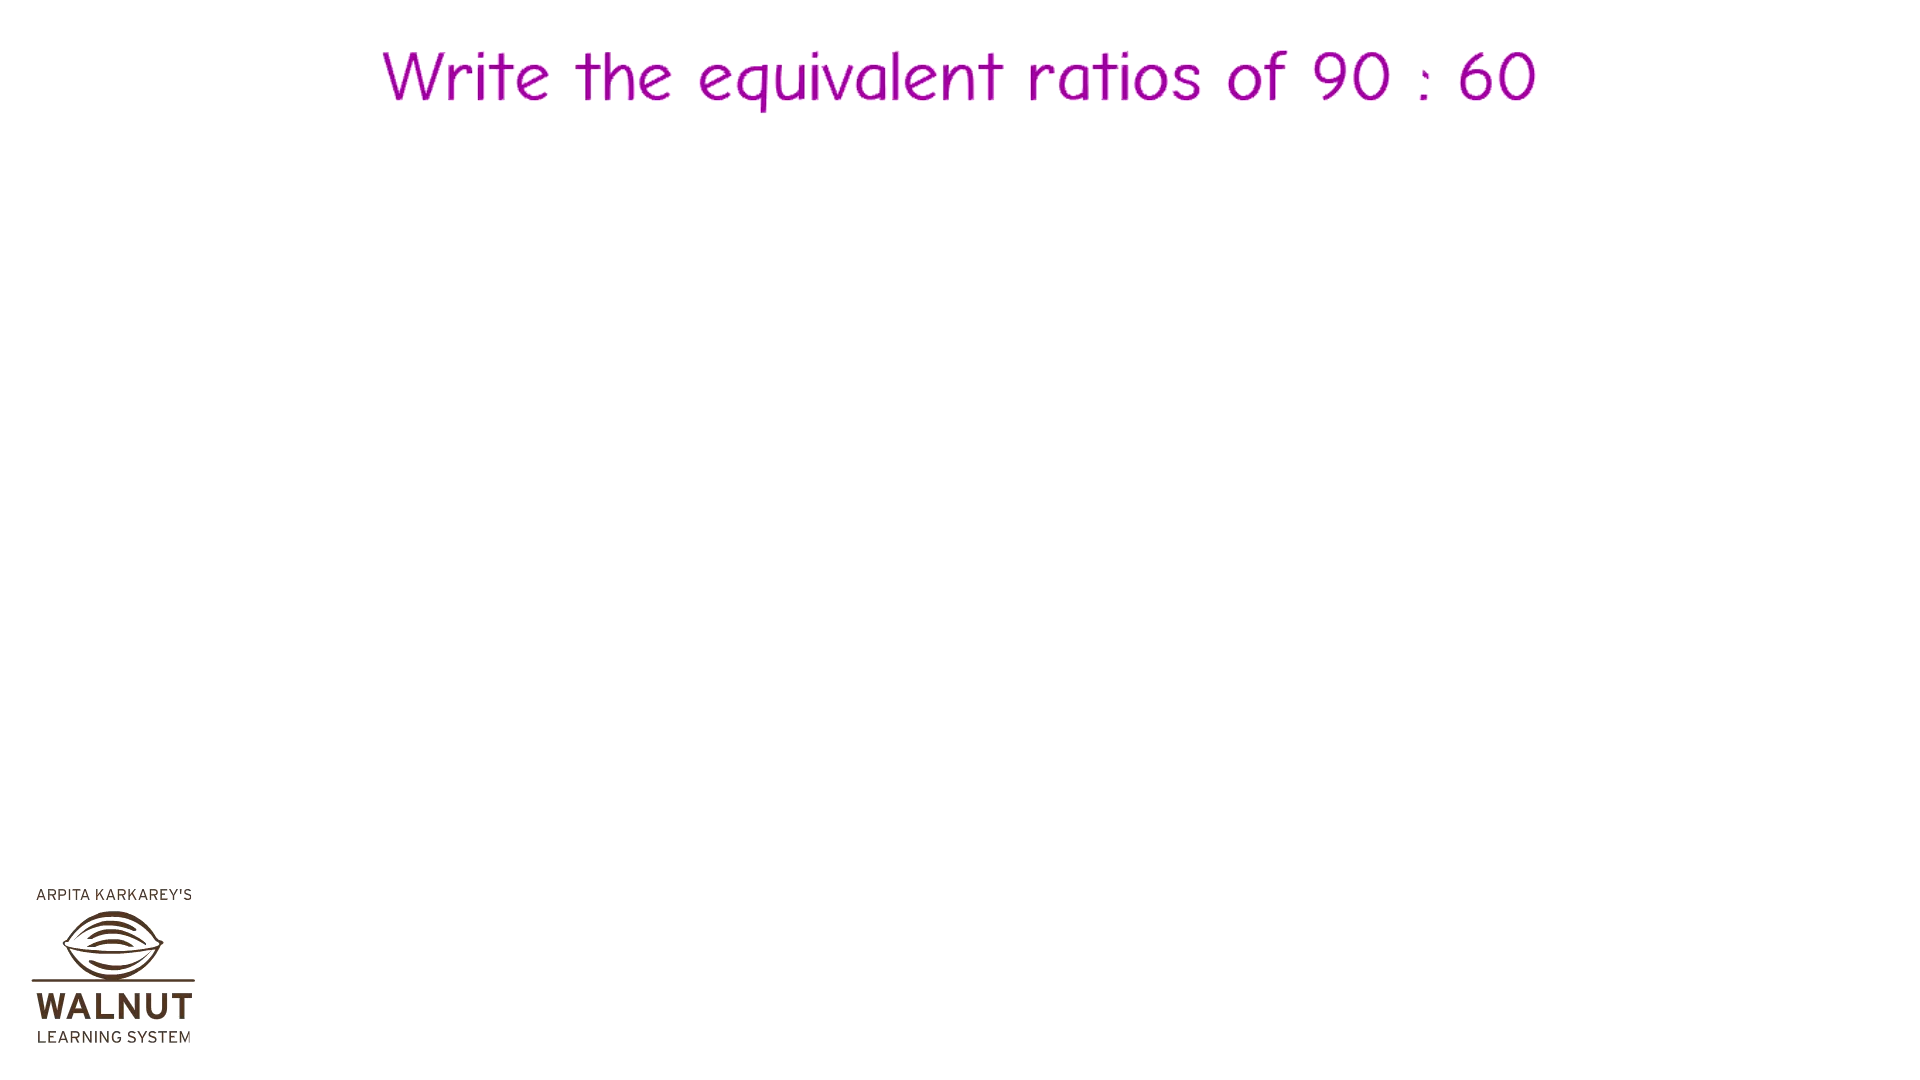 Write the equivalent ratios of 90 : 60
ARPITA KARKAREY'S
WALNUT
LEARNING SYSTEM